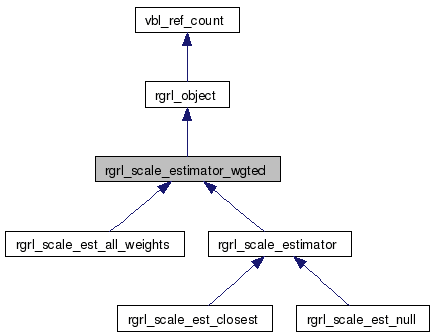 vbl_ref_count
rgrl_object
rgrl_scale_estimator_wgted
rgrl_scale_est_all_weights
rgrl_scale_estimator
rgrl_scale_est_closest
rgrl_scale_est_null